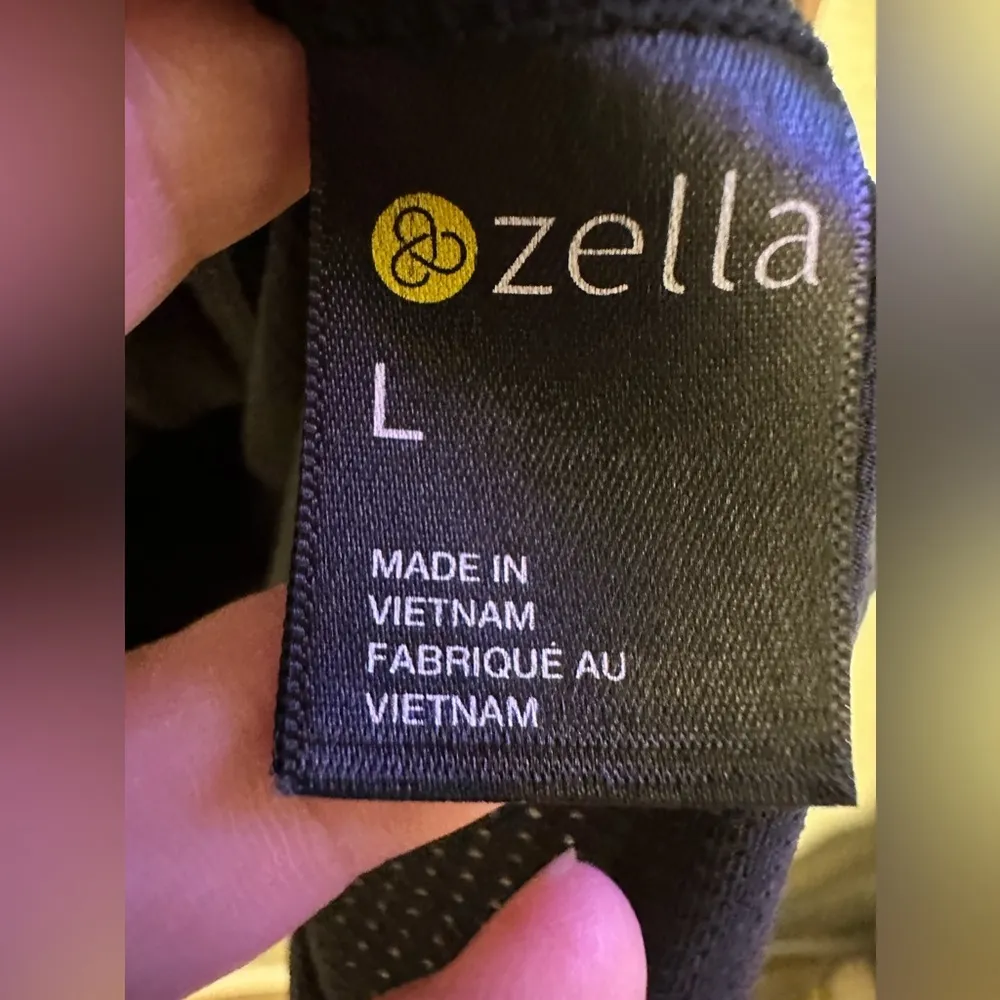 zella
L
MADE IN
VIETNAM
FABRIQUÉ AU
VIETNAM